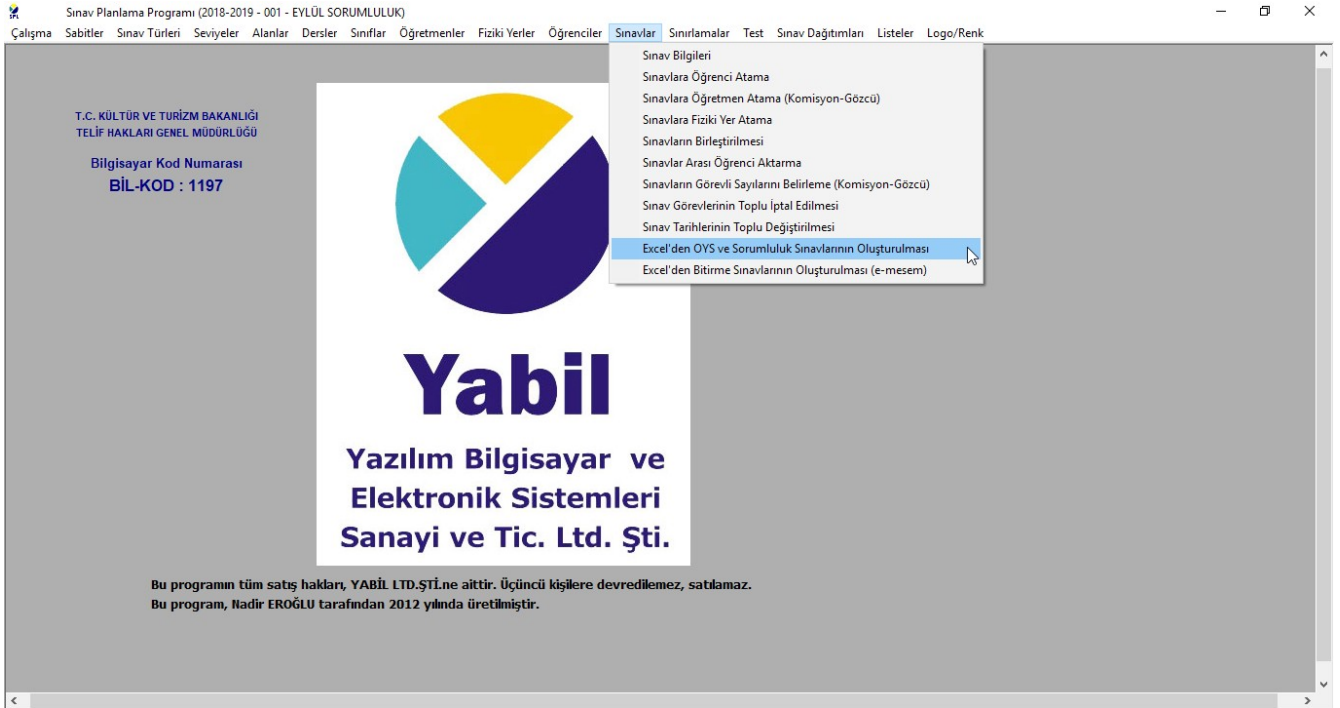 Sınav Planlama Programı (2018-2019 - 001 - EYLÜL SORUMLULUK)
Çalışma Sabitler Sınav Türleri Seviyeler Alanlar Dersler Sınıflar Öğretmenler Fiziki Yerler Öğrenciler Sınavlar Sınırlamalar Test Sınav Dağıtımları Listeler Logo/Renk
Sınav Bilgileri
Sınavlara Öğrenci Atama
Sınavlara Öğretmen Atama (Komisyon-Gözcü)
Sınavlara Fiziki Yer Atama
Sınavların Birleştirilmesi
Sınavlar Arası Öğrenci Aktarma
Sınavların Görevli Sayılarını Belirleme (Komisyon-Gözcü)
Sınav Görevlerinin Toplu İptal Edilmesi
Sınav Tarihlerinin Toplu Değiştirilmesi
Excel'den OYS ve Sorumluluk Sınavlarının Oluşturulması
Excel'den Bitirme Sınavlarının Oluşturulması (e-mesem)
T.C. KÜLTÜR VE TURİZM BAKANLIĞI
TELİF HAKLARI GENEL MÜDÜRLÜĞÜ
Bilgisayar Kod Numarası
BİL-KOD : 1197
Yabil
Yazılım Bilgisayar ve
Elektronik Sistemleri
Sanayi ve Tic. Ltd. Şti.
Bu programın tüm satış hakları, YABİL LTD.ŞTİ.ne aittir. Üçüncü kişilere devredilemez, satılamaz.
Bu program, Nadir EROĞLU tarafından 2012 yılında üretilmiştir.